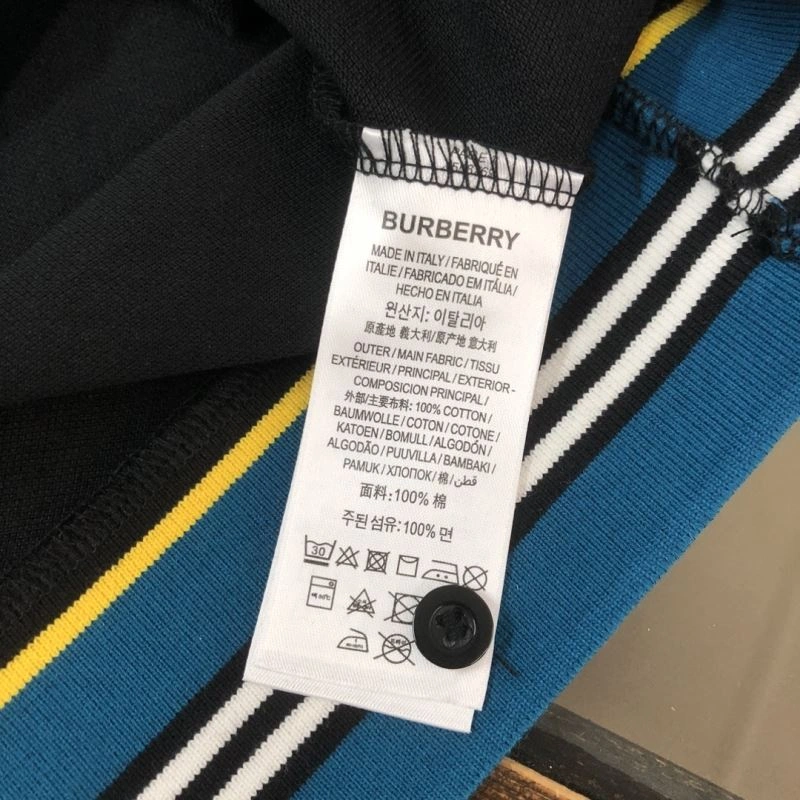 BURBERRY
MADE IN ITALY / FABRIQUÉ EN
ITALIE / FABRICADO EM ITÁLIA /
HECHO EN ITALIA
원산지: 이탈리아
原產地 義大利/原产地 意大利
OUTER / MAIN FABRIC / TISSU
EXTÉRIEUR / PRINCIPAL / EXTERIOR -
COMPOSICION PRINCIPAL /
外部/主要布料: 100% COTTON /
BAUMWOLLE / COTON / COTONE /
KATOEN / BOMULL / ALGODÓN /
ALGODÃO / PUUVILLA / BAMBAKI /
PAMUK / ХЛОПОК / 棉 / قطن
面料: 100% 棉
주된 섬유: 100% 면
30